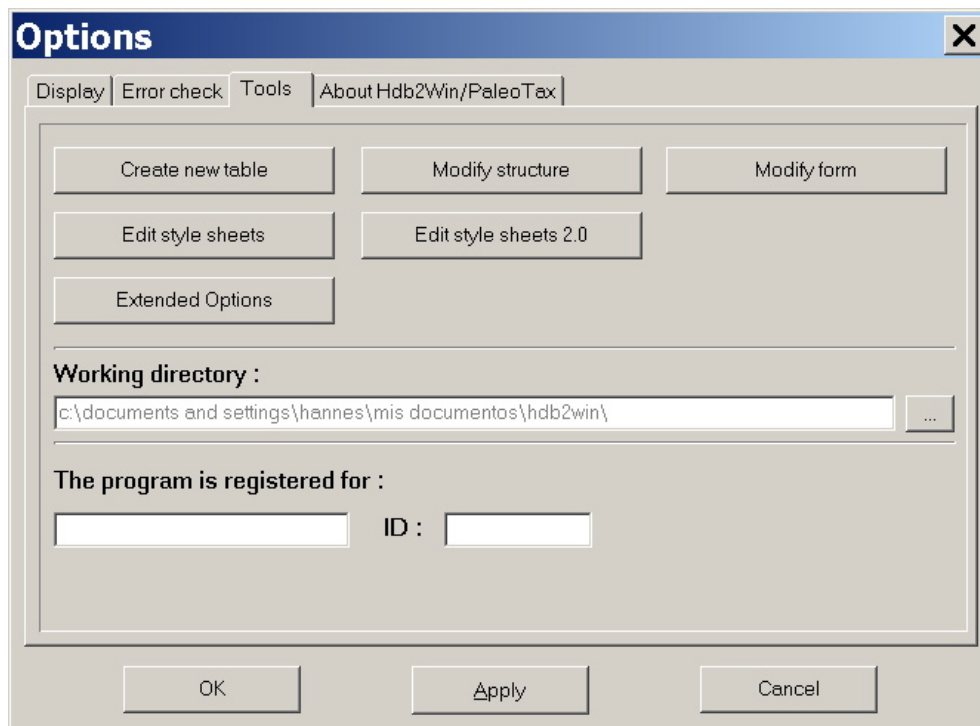 Options
Display Error check Tools About Hdb2Win/PaleoTax
Create new table Modify structure Modify form
Edit style sheets Edit style sheets 2.0
Extended Options
Working directory :
c:\documents and settings\hannes\mis documentos\hdb2win\ ...
The program is registered for :
ID :
OK Apply Cancel